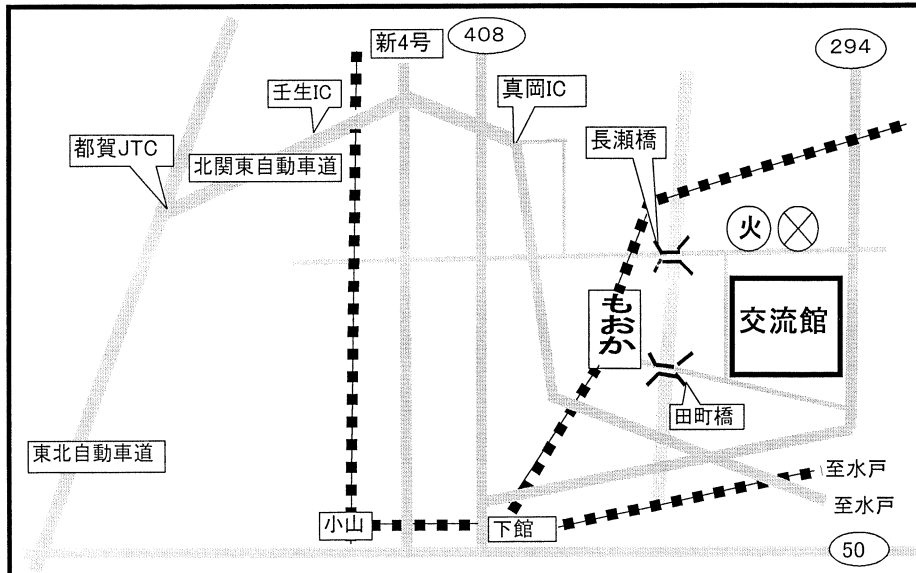 新4号
408
294
壬生IC
真岡IC
都賀JTC
北関東自動車道
長瀬橋
火
もおか
交流館
田町橋
東北自動車道
至水戸
至水戸
小山
下館
50